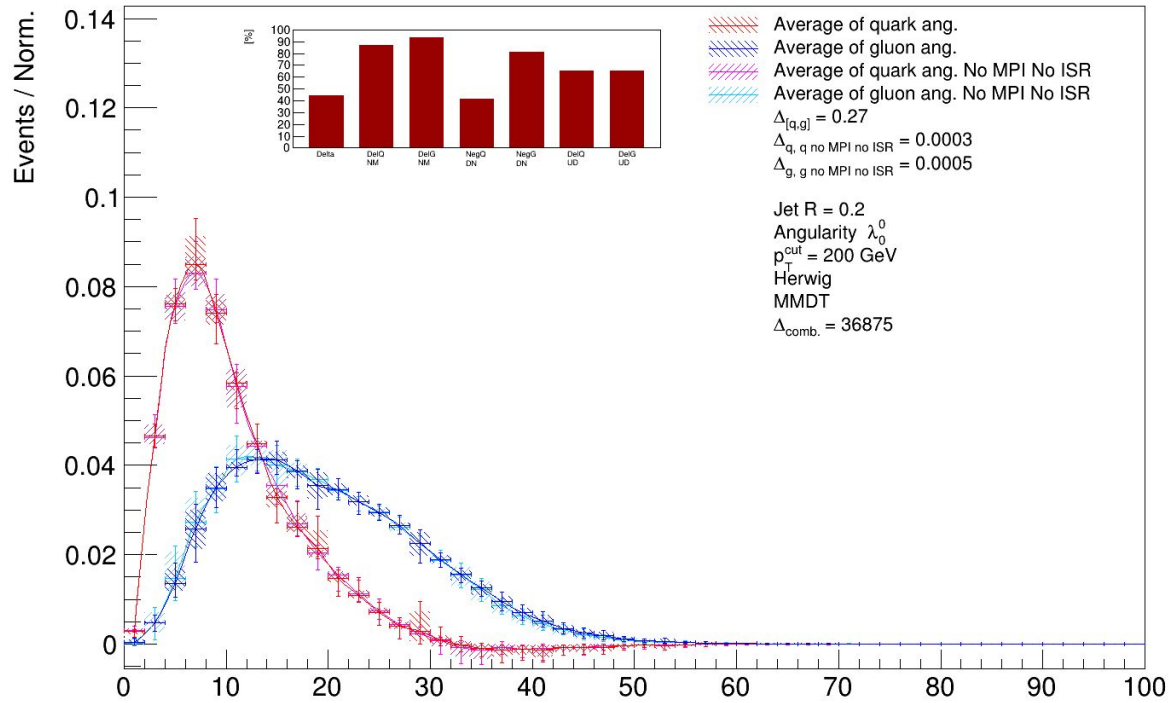 Events / Norm.
0.14
0.12
0.1
0.08
0.06
0.04
0.02
0
0 10 20 30 40 50 60 70 80 90 100
[%]
100
90
80
70
60
50
40
30
20
10
0
Delta DelQ NM DelG NM NegQ DN NegG DN DelQ UD DelG UD
Average of quark ang.
Average of gluon ang.
Average of quark ang. No MPI No ISR
Average of gluon ang. No MPI No ISR
Δ[q,g] = 0.27
Δq, q no MPI no ISR = 0.0003
Δg, g no MPI no ISR = 0.0005
Jet R = 0.2
Angularity λ⁰₀
p_T^cut = 200 GeV
Herwig
MMDT
Δcomb. = 36875